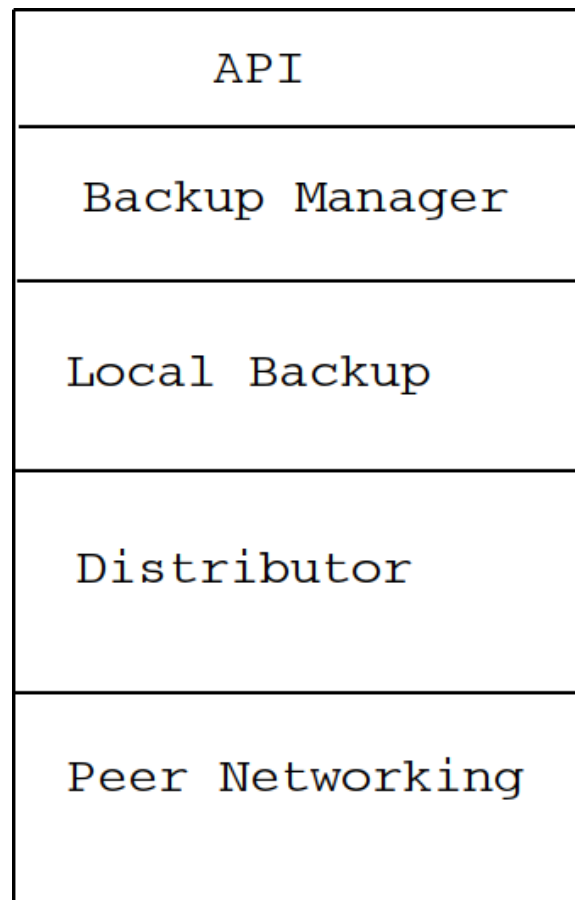 API
Backup Manager
Local Backup
Distributor
Peer Networking